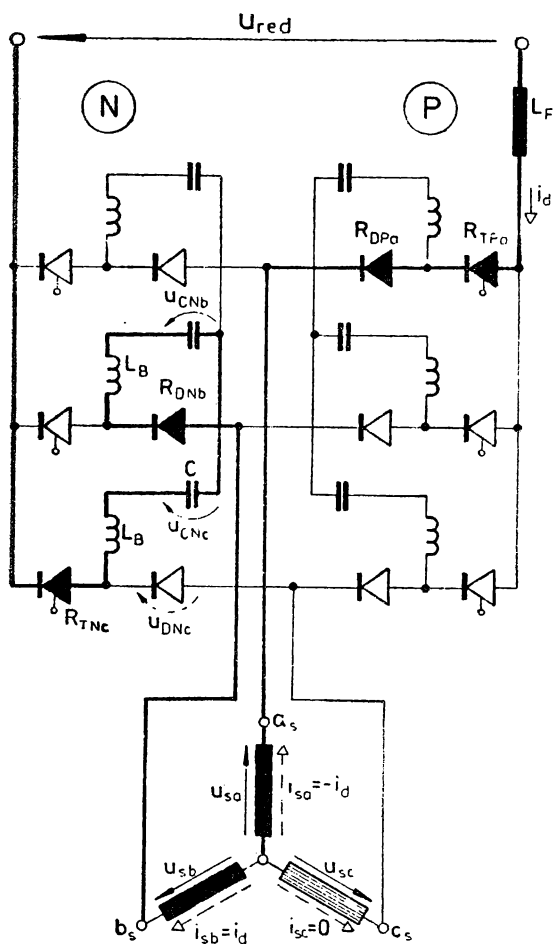 u_red
N
P
L_F
i_d
R_DPa
R_TPa
u_CNb
L_B
R_DNb
C
L_B
u_CNc
R_TNc
u_DNc
a_s
u_sa
i_sa=-i_d
u_sb
u_sc
b_s
i_sb=i_d
i_sc=0
c_s